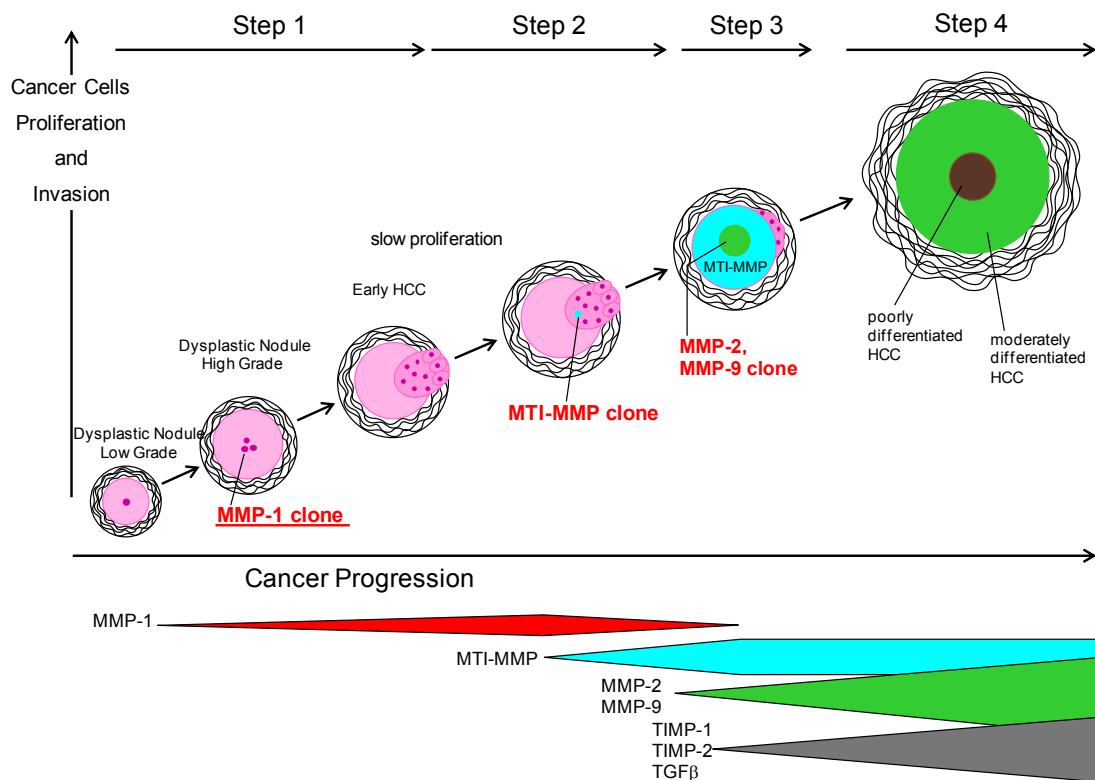 Step 1
Step 2
Step 3
Step 4
Cancer Cells
Proliferation
and
Invasion
slow proliferation
Early HCC
Dysplastic Nodule
High Grade
Dysplastic Nodule
Low Grade
MMP-1 clone
MTI-MMP clone
MTI-MMP
MMP-2,
MMP-9 clone
poorly
differentiated
HCC
moderately
differentiated
HCC
Cancer Progression
MMP-1
MTI-MMP
MMP-2
MMP-9
TIMP-1
TIMP-2
TGFβ